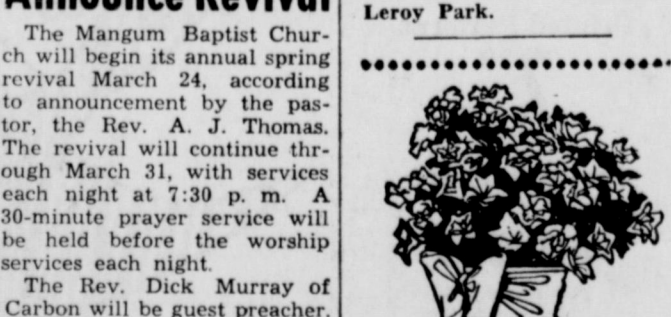 Announce Revival
The Mangum Baptist Chur-
ch will begin its annual spring
revival March 24, according
to announcement by the pas-
tor, the Rev. A. J. Thomas.
The revival will continue thr-
ough March 31, with services
each night at 7:30 p. m. A
30-minute prayer service will
be held before the worship
services each night.
The Rev. Dick Murray of
Carbon will be guest preacher.
Leroy Park.